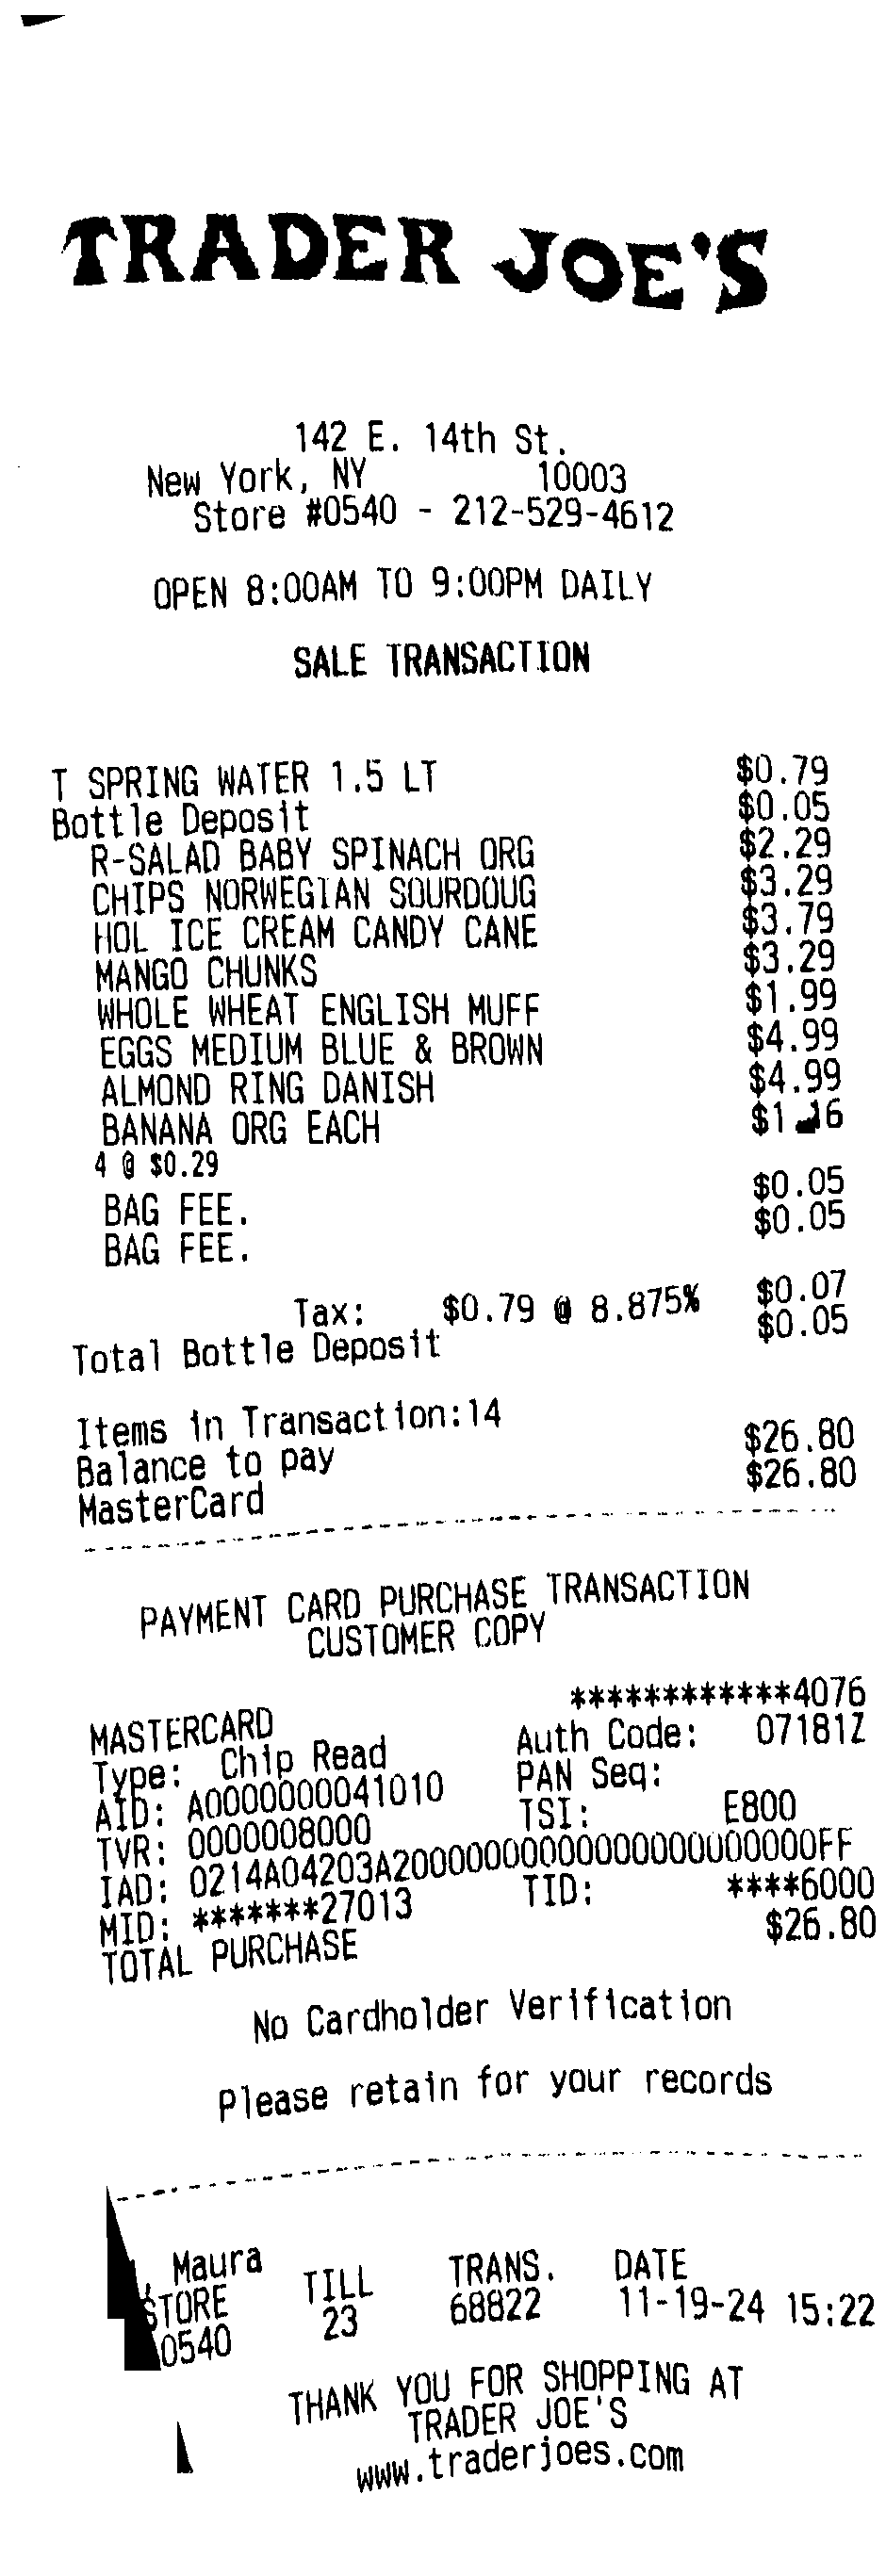 TRADER JOE'S
142 E. 14th St.
New York, NY 10003
Store #0540 - 212-529-4612
OPEN 8:00AM TO 9:00PM DAILY
SALE TRANSACTION
T SPRING WATER 1.5 LT $0.79
Bottle Deposit $0.05
R-SALAD BABY SPINACH ORG $2.29
CHIPS NORWEGIAN SOURDOUG $3.29
HOL ICE CREAM CANDY CANE $3.79
MANGO CHUNKS $3.29
WHOLE WHEAT ENGLISH MUFF $1.99
EGGS MEDIUM BLUE & BROWN $4.99
ALMOND RING DANISH $4.99
BANANA ORG EACH $1.16
4 @ $0.29
BAG FEE. $0.05
BAG FEE. $0.05
Tax: $0.79 @ 8.875% $0.07
Total Bottle Deposit $0.05
Items in Transaction:14
Balance to pay $26.80
MasterCard $26.80
PAYMENT CARD PURCHASE TRANSACTION
CUSTOMER COPY
************4076
MASTERCARD Auth Code: 07181Z
Type: Chip Read PAN Seq:
AID: A0000000041010 TSI: E800
TVR: 0000008000
IAD: 0214A04203A2000000000000000000000000FF
MID: *******27013 TID: ****6000
TOTAL PURCHASE $26.80
No Cardholder Verification
Please retain for your records
Maura
STORE TILL TRANS. DATE
0540 23 68822 11-19-24 15:22
THANK YOU FOR SHOPPING AT
TRADER JOE'S
www.traderjoes.com